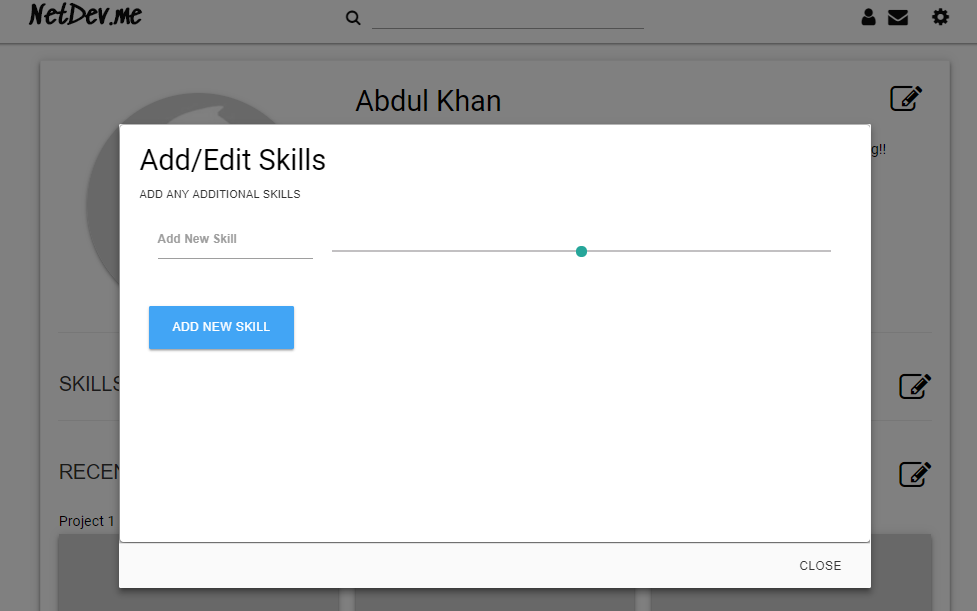 NetDev.me
Abdul Khan
g!!
Add/Edit Skills
ADD ANY ADDITIONAL SKILLS
Add New Skill
ADD NEW SKILL
SKILLS
RECEN
Project 1
CLOSE